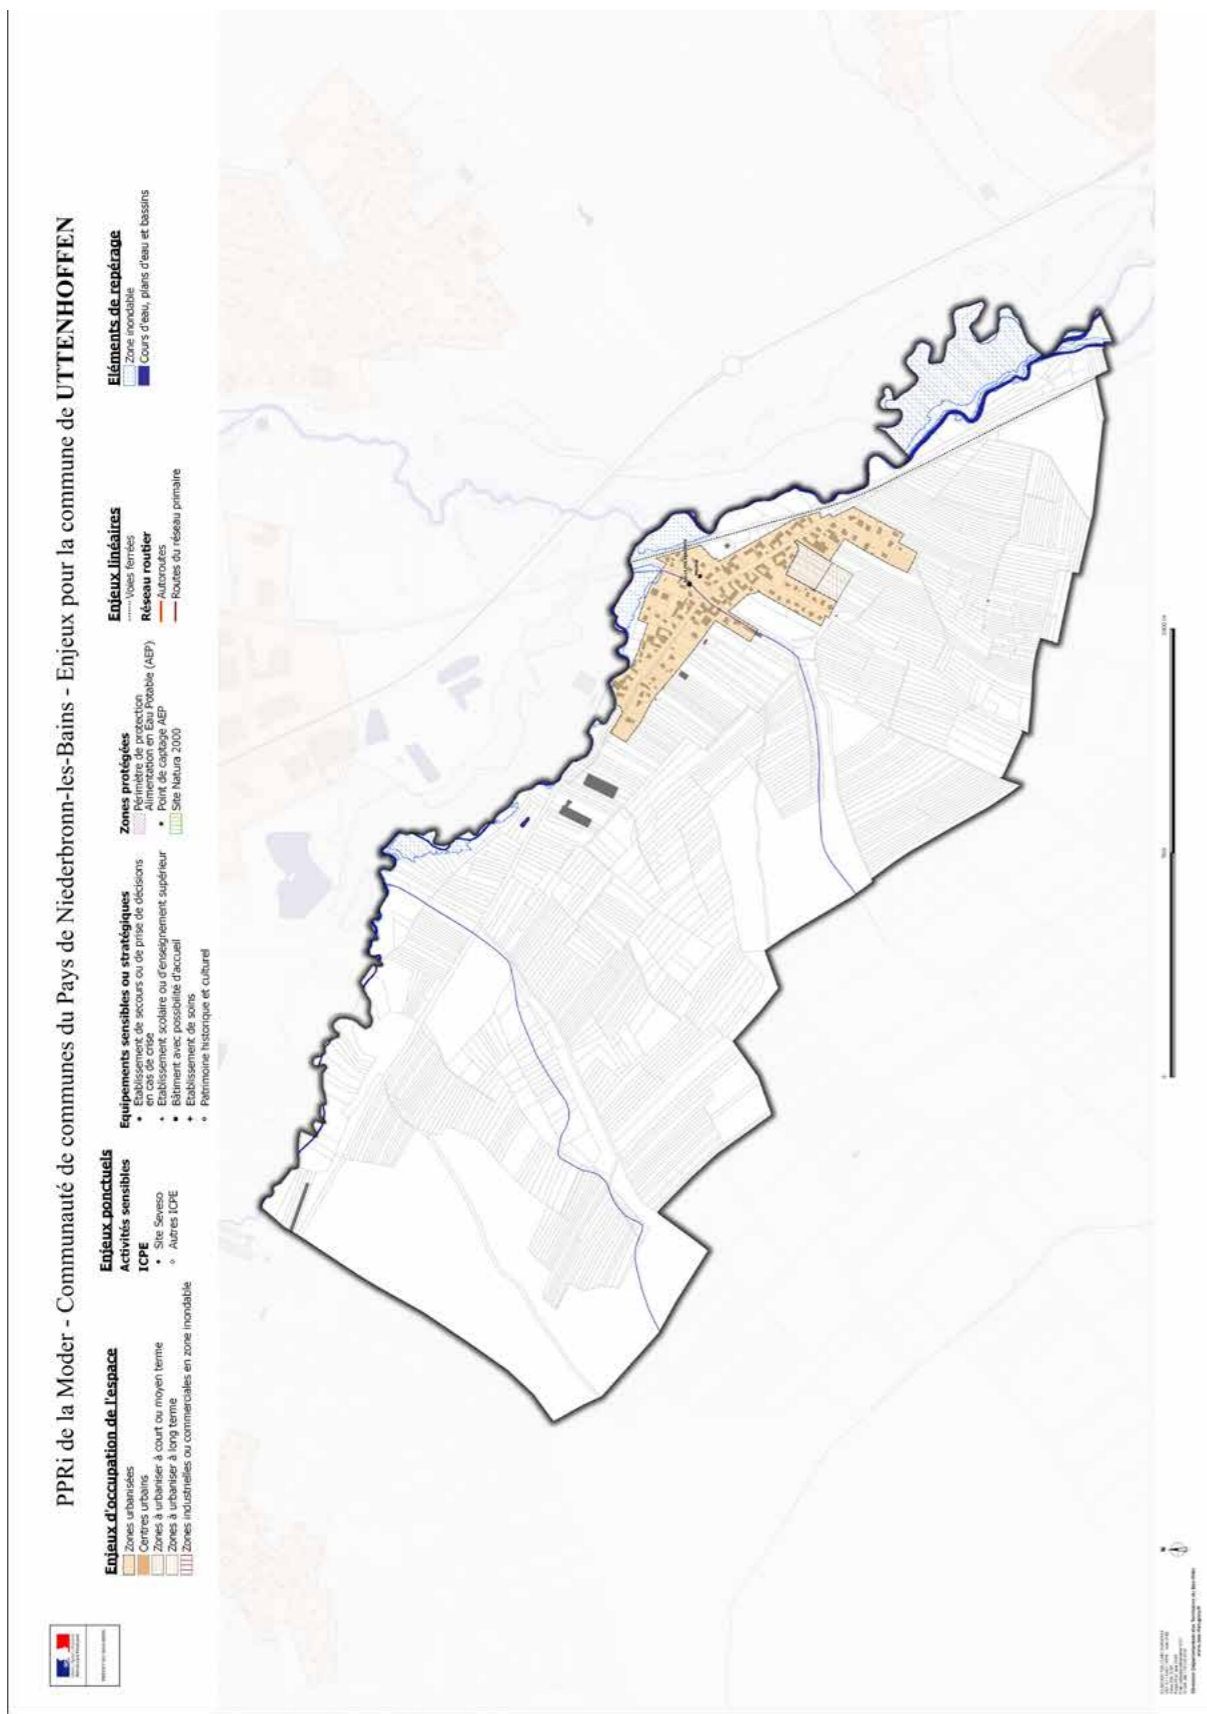 PPRi de la Moder - Communauté de communes du Pays de Niederbronn-les-Bains - Enjeux pour la commune de UTTENHOFFEN
Enjeux d'occupation de l'espace
Zones urbanisées
Centres urbains
Zones à urbaniser à court ou moyen terme
Zones à urbaniser à long terme
Zones industrielles ou commerciales en zone inondable
Enjeux ponctuels
Activités sensibles
ICPE
Site Seveso
Autres ICPE
Equipements sensibles ou stratégiques
Etablissement de secours ou de prise de décisions
en cas de crise
Etablissement scolaire ou d'enseignement supérieur
Bâtiment avec possibilité d'accueil
Etablissement de soins
Patrimoine historique et culturel
Zones protégées
Périmètre de protection
Alimentation en Eau Potable (AEP)
Point de captage AEP
Site Natura 2000
Enjeux linéaires
Voies ferrées
Réseau routier
Autoroutes
Routes du réseau primaire
Eléments de repérage
Zone inondable
Cours d'eau, plans d'eau et bassins